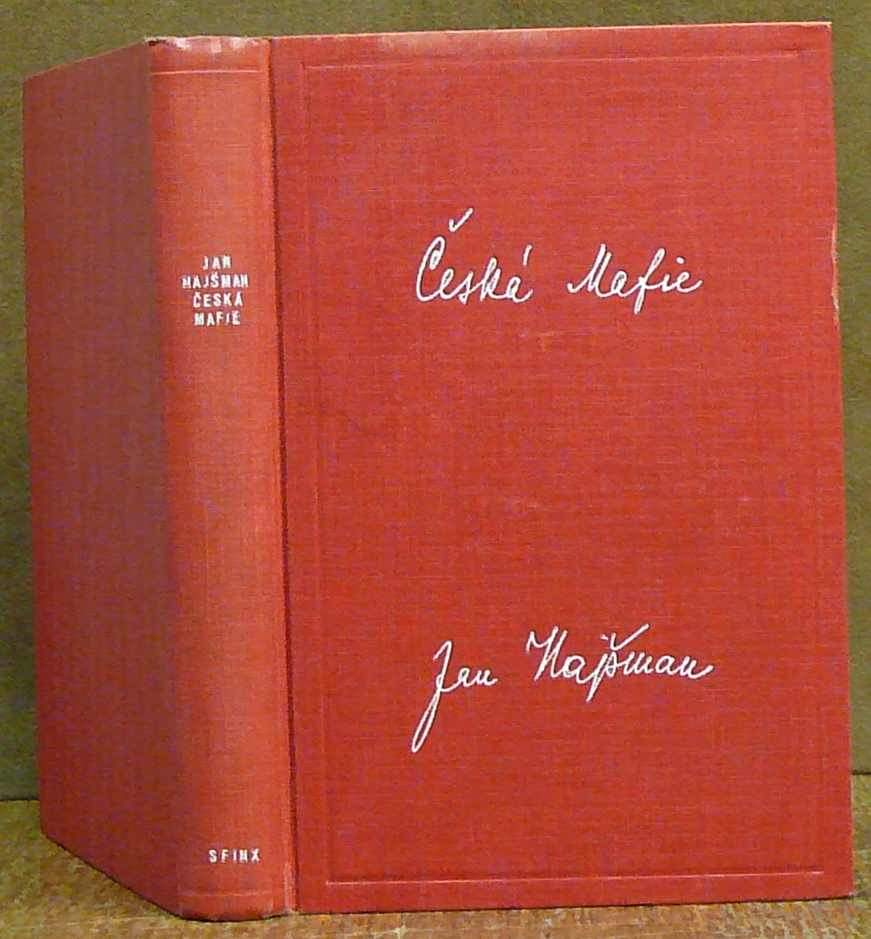 JAN
HAJŠMAN
ČESKÁ
MAFIE
SFINX
Česká Mafie
Jan Hajšman